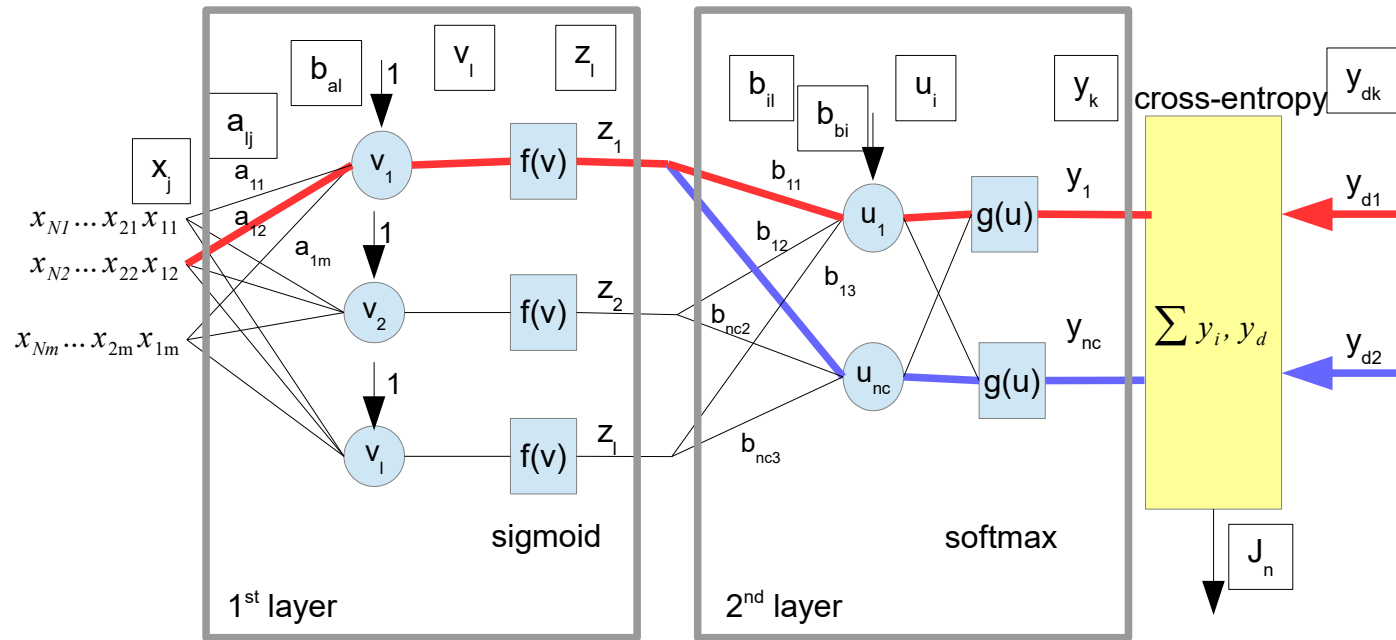 b_al
1
v_l
z_l
b_il
b_bi
u_i
y_k
y_dk
cross-entropy
a_lj
x_j
a_11
v_1
f(v)
z_1
b_11
u_1
g(u)
y_1
y_d1
x_N1 ... x_21 x_11
a_12
1
a_1m
b_12
b_13
x_N2 ... x_22 x_12
v_2
f(v)
z_2
b_nc2
y_nc
x_Nm ... x_2m x_1m
∑ y_i, y_d
y_d2
1
u_nc
g(u)
v_l
f(v)
z_l
b_nc3
sigmoid
softmax
J_n
1st layer
2nd layer